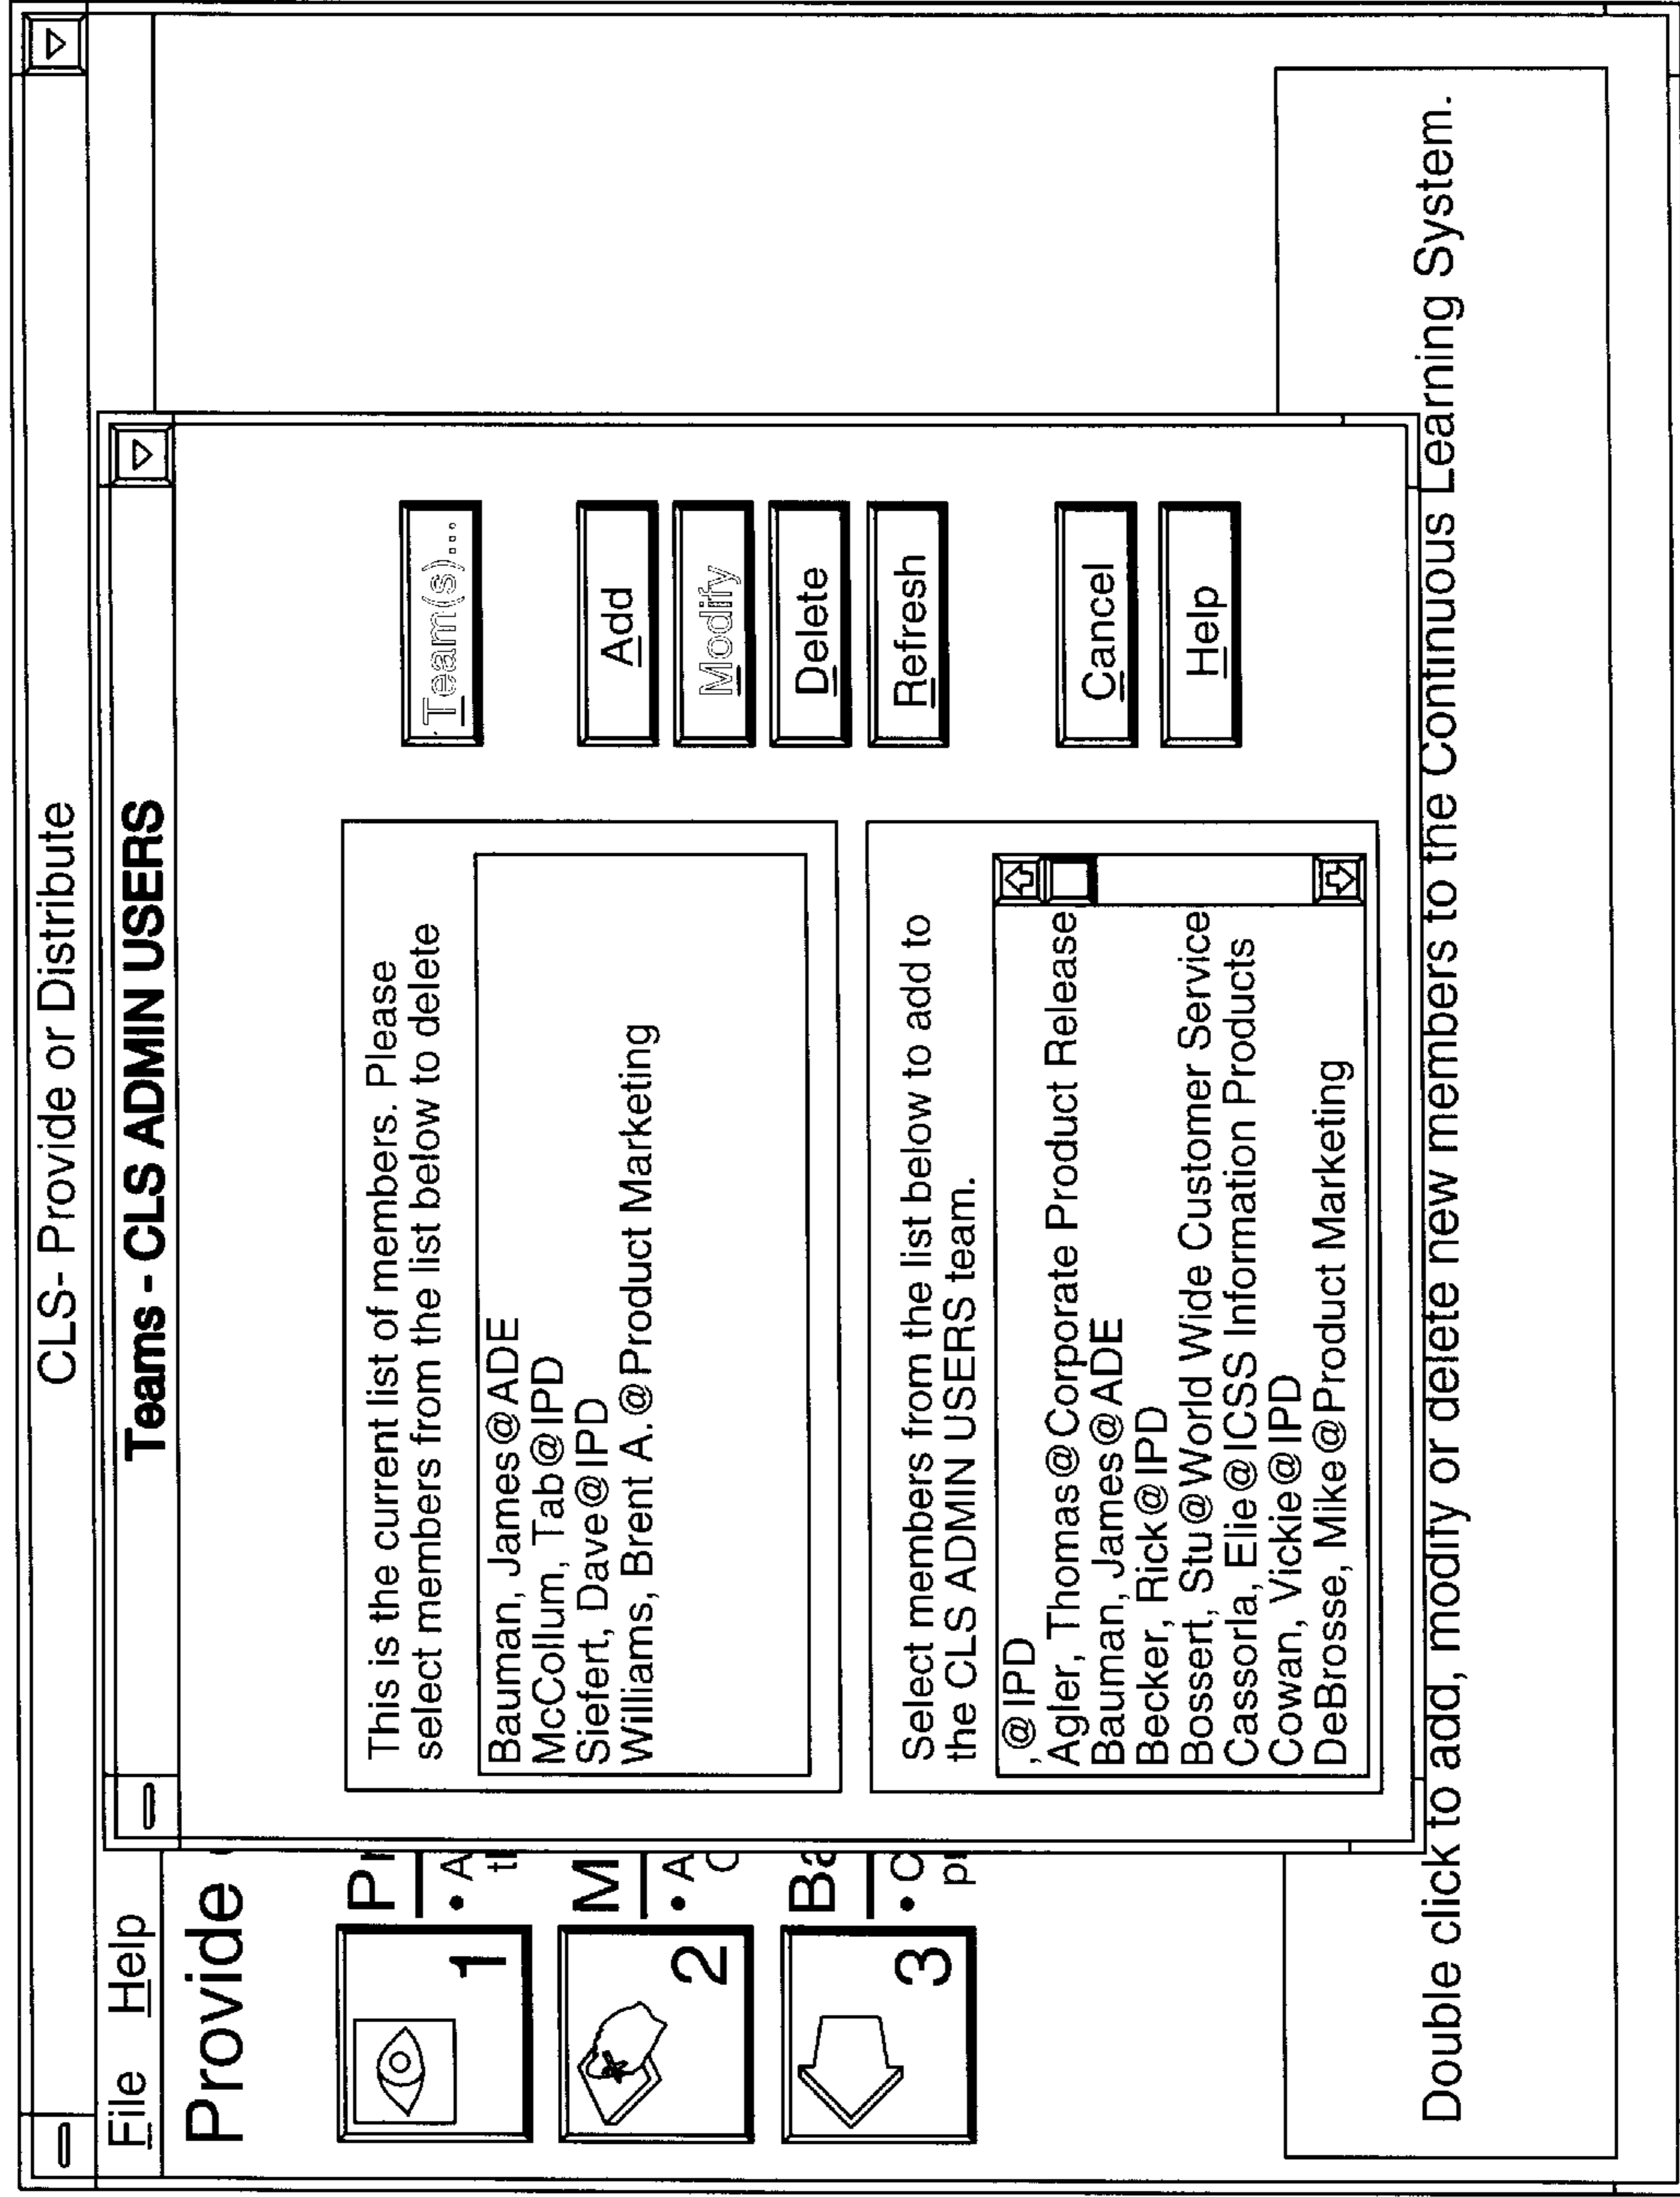 CLS- Provide or Distribute
File Help
Provide
Teams - CLS ADMIN USERS
This is the current list of members. Please
select members from the list below to delete
Bauman, James@ADE
McCollum, Tab@IPD
Siefert, Dave@IPD
Williams, Brent A.@Product Marketing
Select members from the list below to add to
the CLS ADMIN USERS team.
,@IPD
Agler, Thomas@Corporate Product Release
Bauman, James@ADE
Becker, Rick@IPD
Bossert, Stu@World Wide Customer Service
Cassorla, Elie@ICSS Information Products
Cowan, Vickie@IPD
DeBrosse, Mike@Product Marketing
Team(s)...
Add
Modify
Delete
Refresh
Cancel
Help
1
2
3
Double click to add, modify or delete new members to the Continuous Learning System.